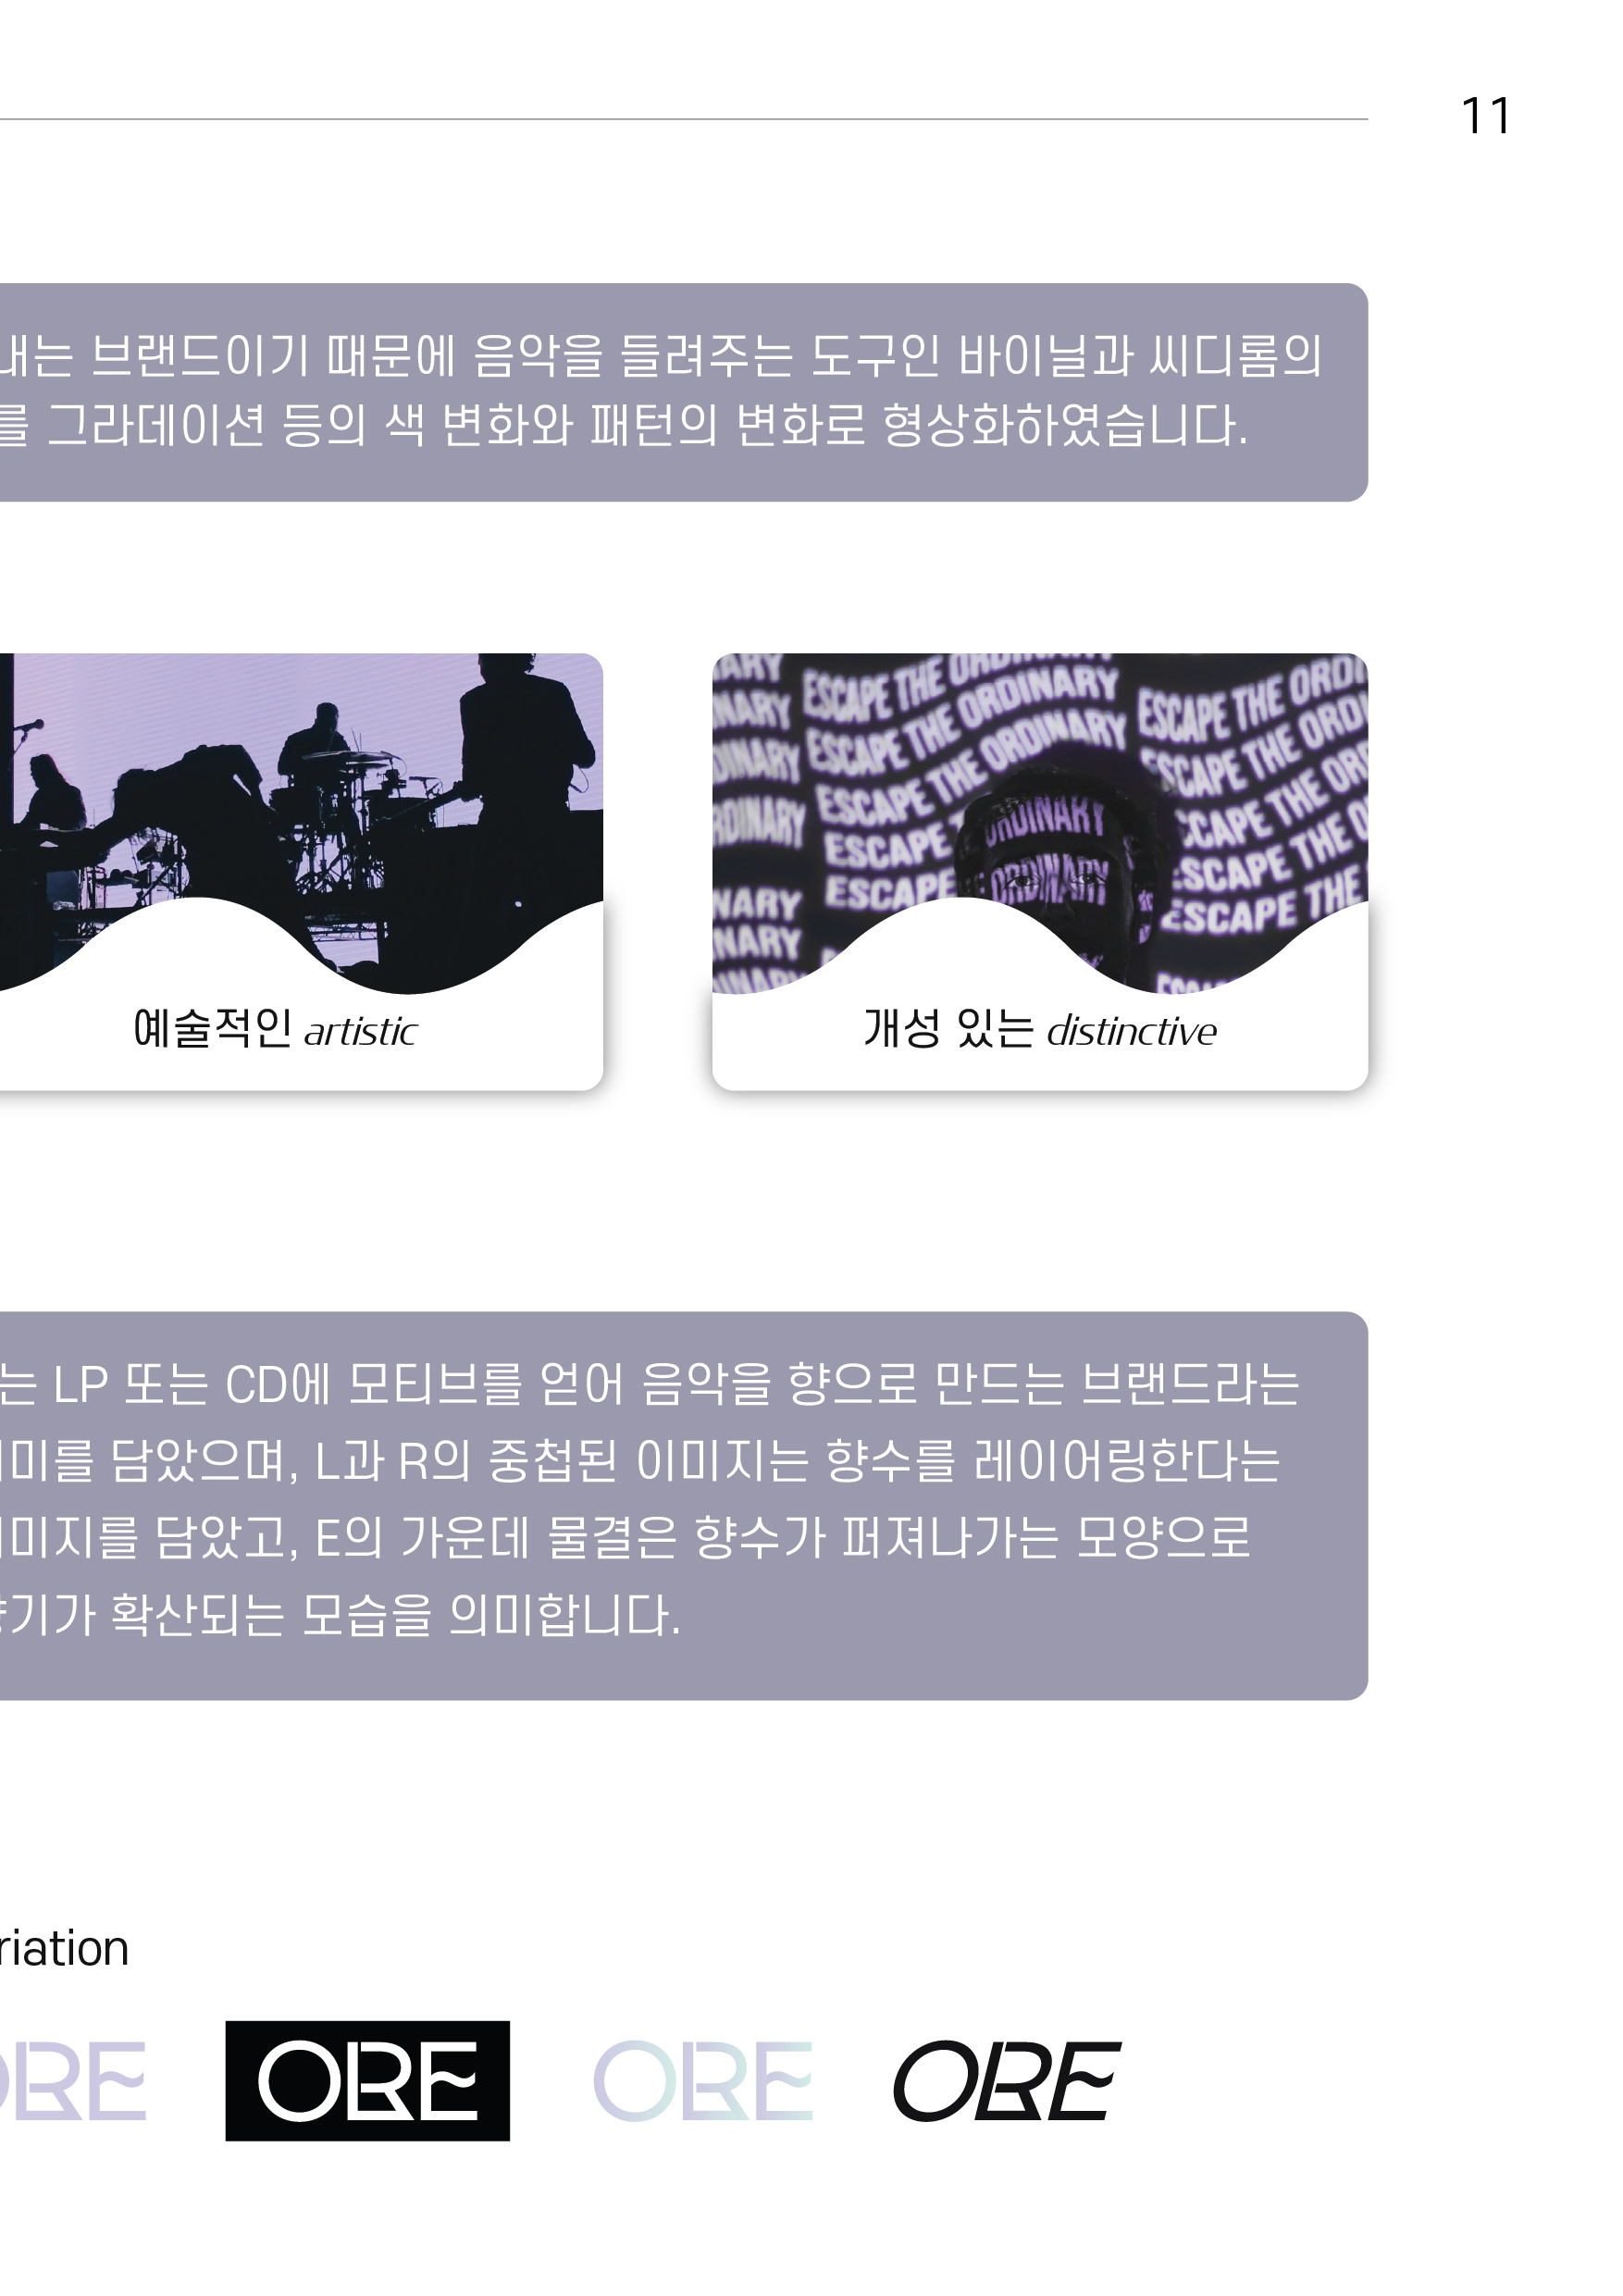 11
내는 브랜드이기 때문에 음악을 들려주는 도구인 바이닐과 씨디롬의
를 그라데이션 등의 색 변화와 패턴의 변화로 형상화하였습니다.
ESCAPE THE ORDINARY
ESCAPE THE ORDINARY
ESCAPE THE ORDINARY
ESCAPE
ESCAPE
ESCAPE THE
ORDINARY
ORDINARY
예술적인 artistic
개성 있는 distinctive
는 LP 또는 CD에 모티브를 얻어 음악을 향으로 만드는 브랜드라는
미를 담았으며, L과 R의 중첩된 이미지는 향수를 레이어링한다는
미지를 담았고, E의 가운데 물결은 향수가 퍼져나가는 모양으로
기가 확산되는 모습을 의미합니다.
riation
ORE
ORE
ORE
ORE